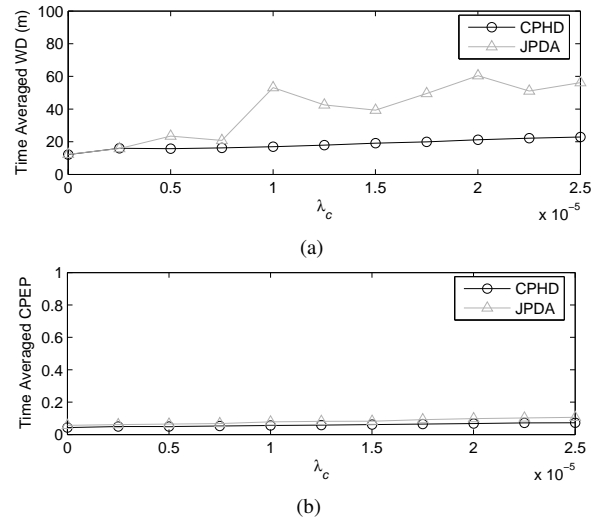 Time Averaged WD (m)
100
80
60
40
20
0
CPHD
JPDA
0 0.5 1 1.5 2 2.5
λc
x 10⁻⁵
(a)
Time Averaged CPEP
1
0.8
0.6
0.4
0.2
0
CPHD
JPDA
0 0.5 1 1.5 2 2.5
λc
x 10⁻⁵
(b)